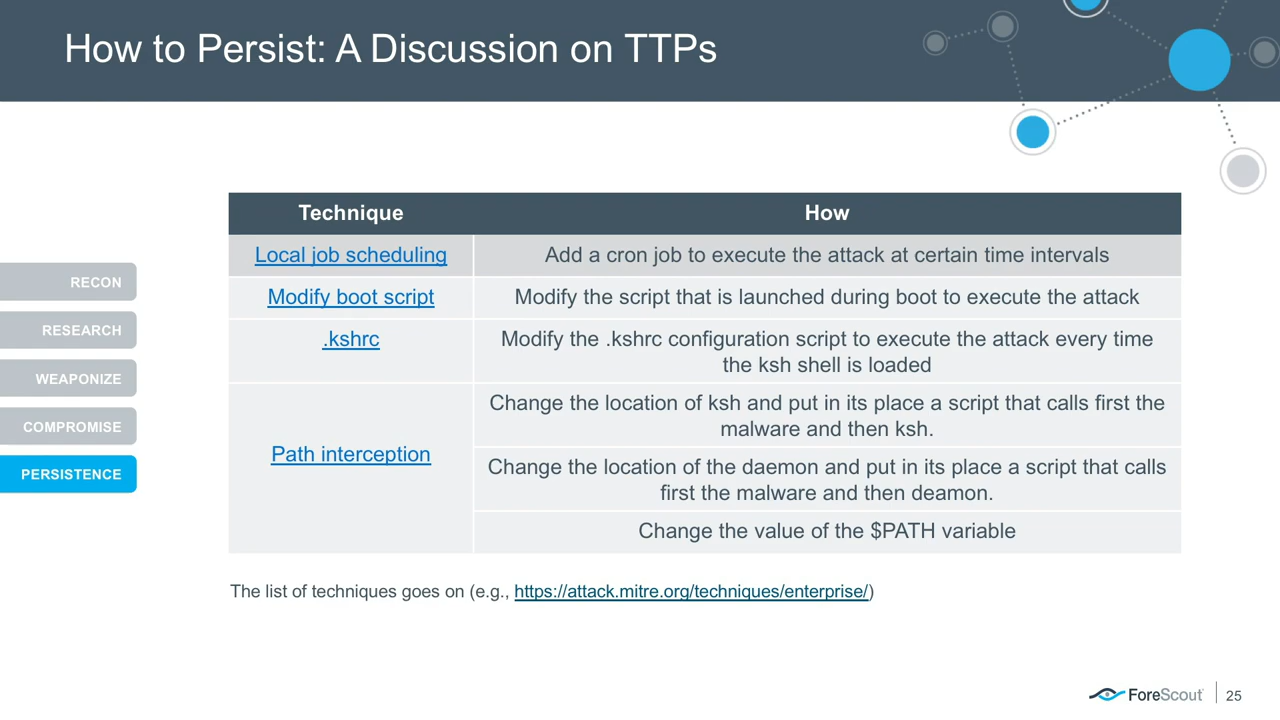 How to Persist: A Discussion on TTPs
Technique
How
Local job scheduling
Add a cron job to execute the attack at certain time intervals
Modify boot script
Modify the script that is launched during boot to execute the attack
.kshrc
Modify the .kshrc configuration script to execute the attack every time
the ksh shell is loaded
Path interception
Change the location of ksh and put in its place a script that calls first the
malware and then ksh.
Change the location of the daemon and put in its place a script that calls
first the malware and then deamon.
Change the value of the $PATH variable
RECON
RESEARCH
WEAPONIZE
COMPROMISE
PERSISTENCE
The list of techniques goes on (e.g., https://attack.mitre.org/techniques/enterprise/)
ForeScout
25